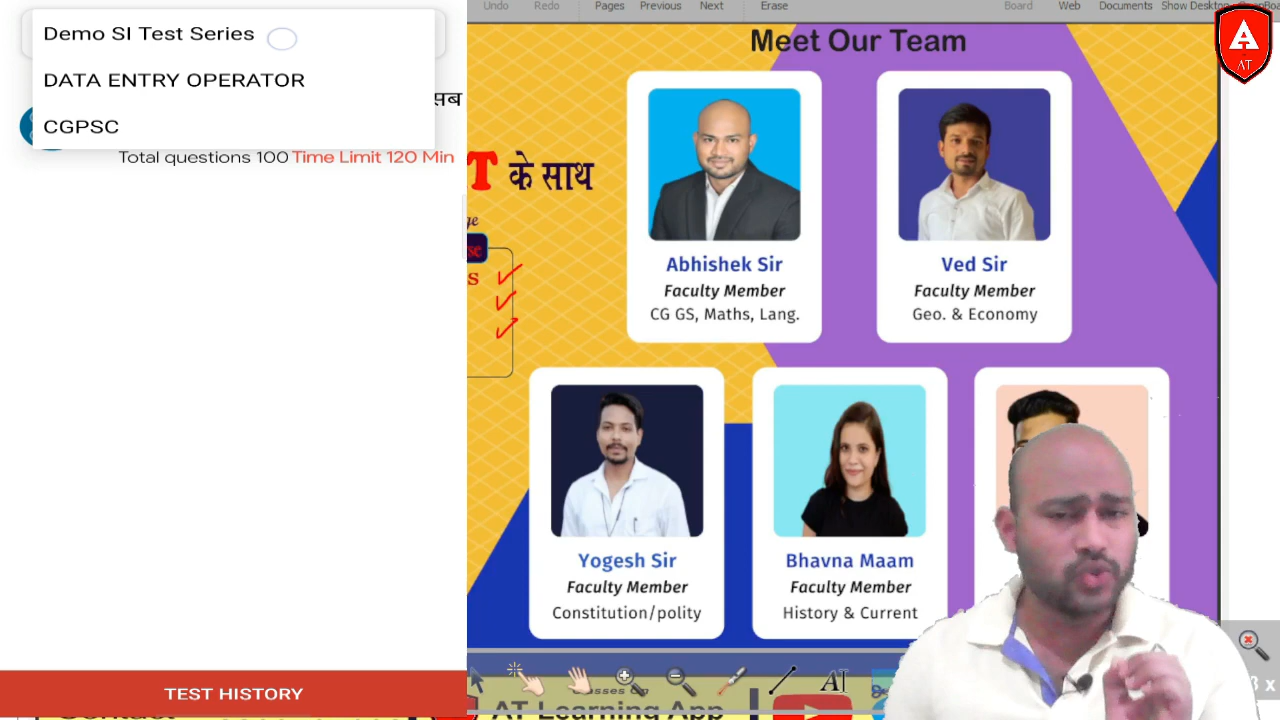 Demo SI Test Series
DATA ENTRY OPERATOR
CGPSC
सब
Total questions 100 Time Limit 120 Min
TEST HISTORY
Undo Redo Pages Previous Next Erase Board Web Documents Show Desktop
AT
Meet Our Team
T के साथ
Abhishek Sir
Faculty Member
CG GS, Maths, Lang.
Ved Sir
Faculty Member
Geo. & Economy
Yogesh Sir
Faculty Member
Constitution/polity
Bhavna Maam
Faculty Member
History & Current
AT Learning App